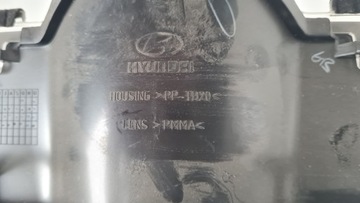 HYUNDAI
HOUSING >PP-TD20<
LENS >PMMA<